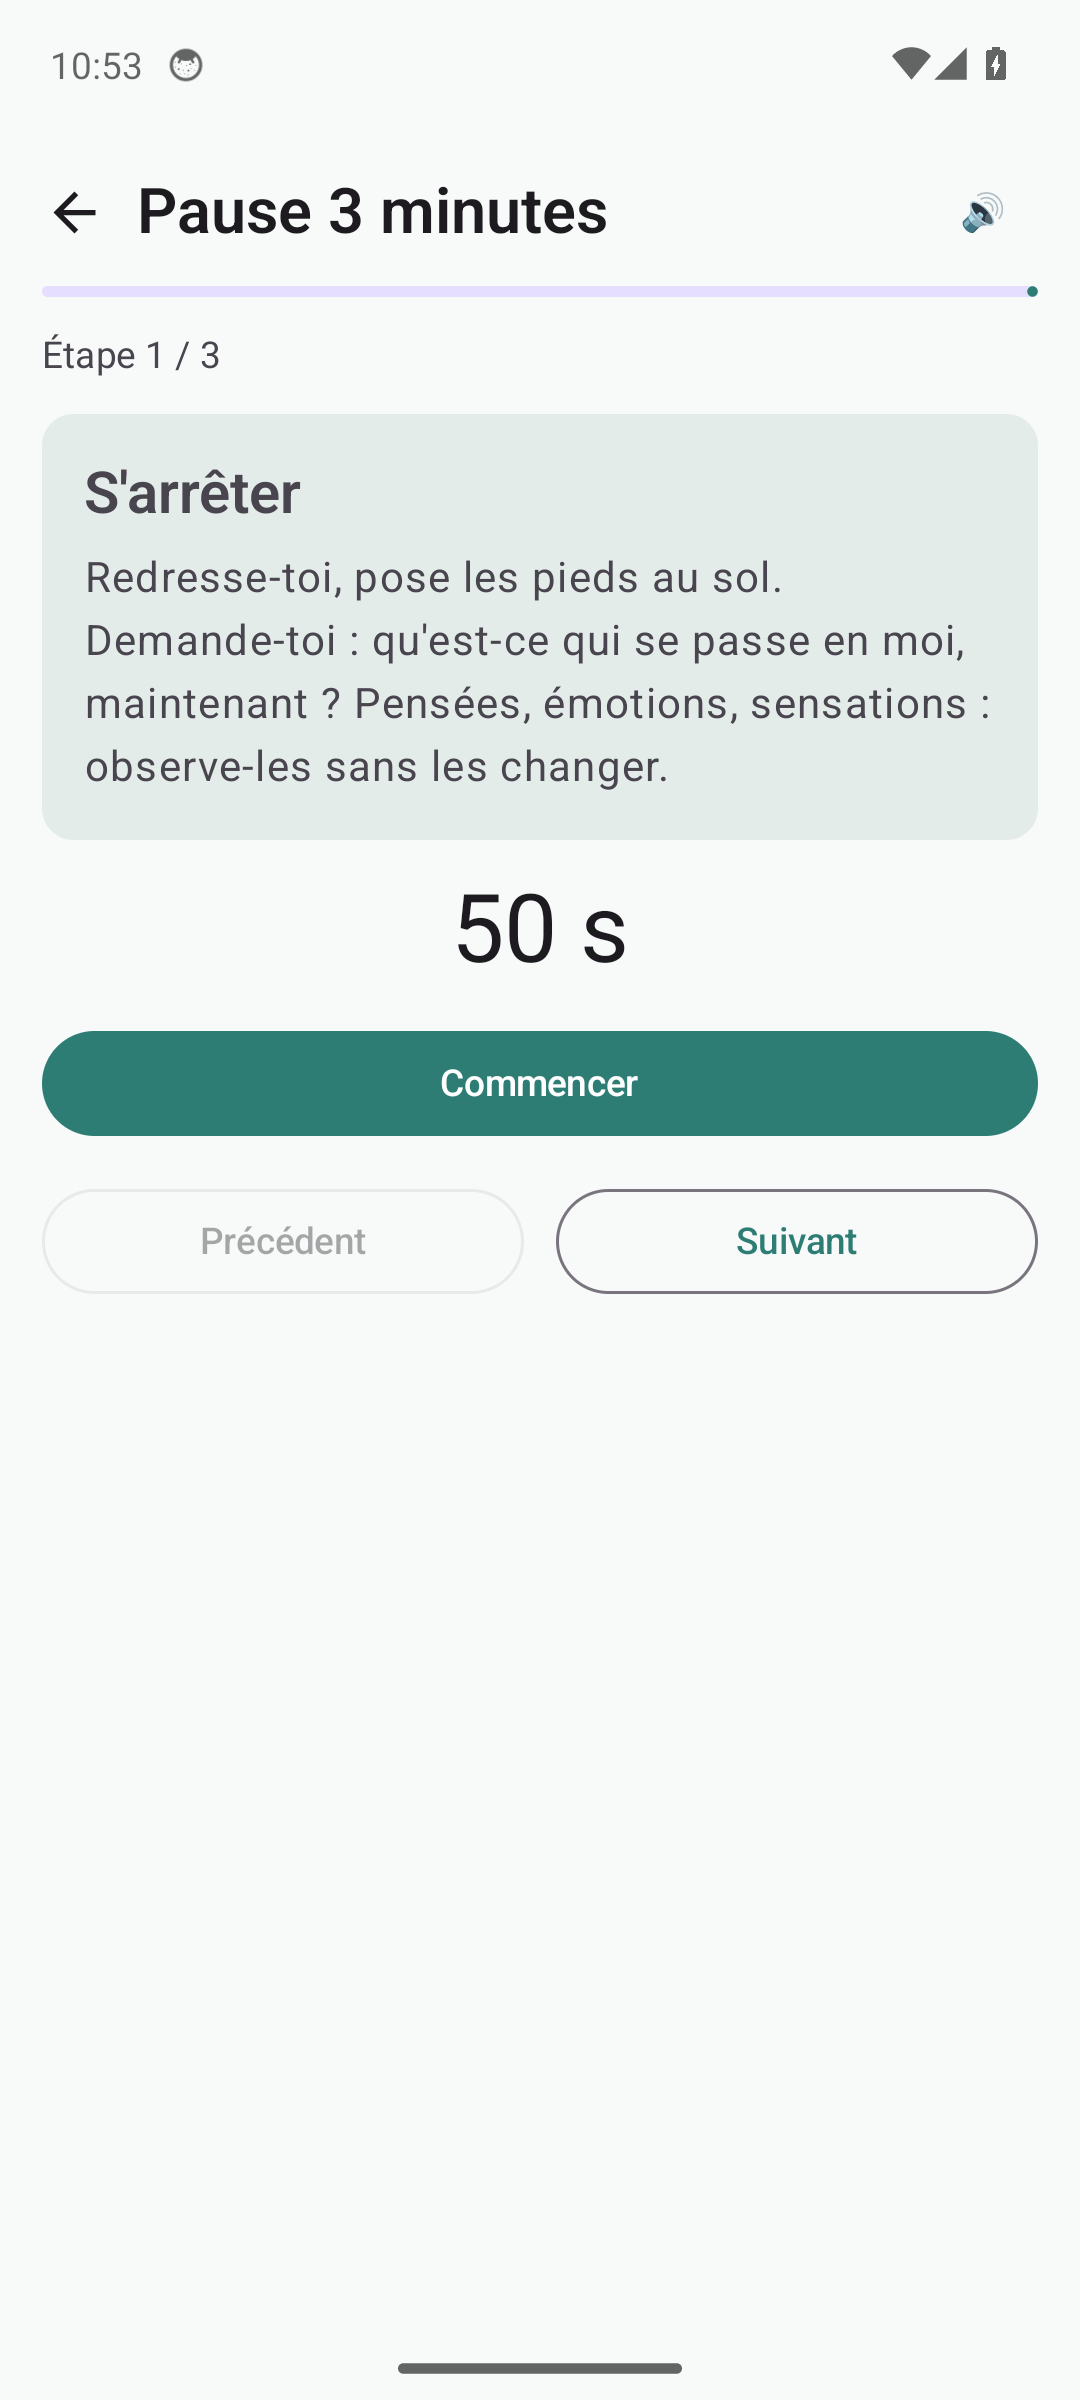 10:53
Pause 3 minutes
Étape 1 / 3
S'arrêter
Redresse-toi, pose les pieds au sol.
Demande-toi : qu'est-ce qui se passe en moi,
maintenant ? Pensées, émotions, sensations :
observe-les sans les changer.
50 s
Commencer
Précédent
Suivant